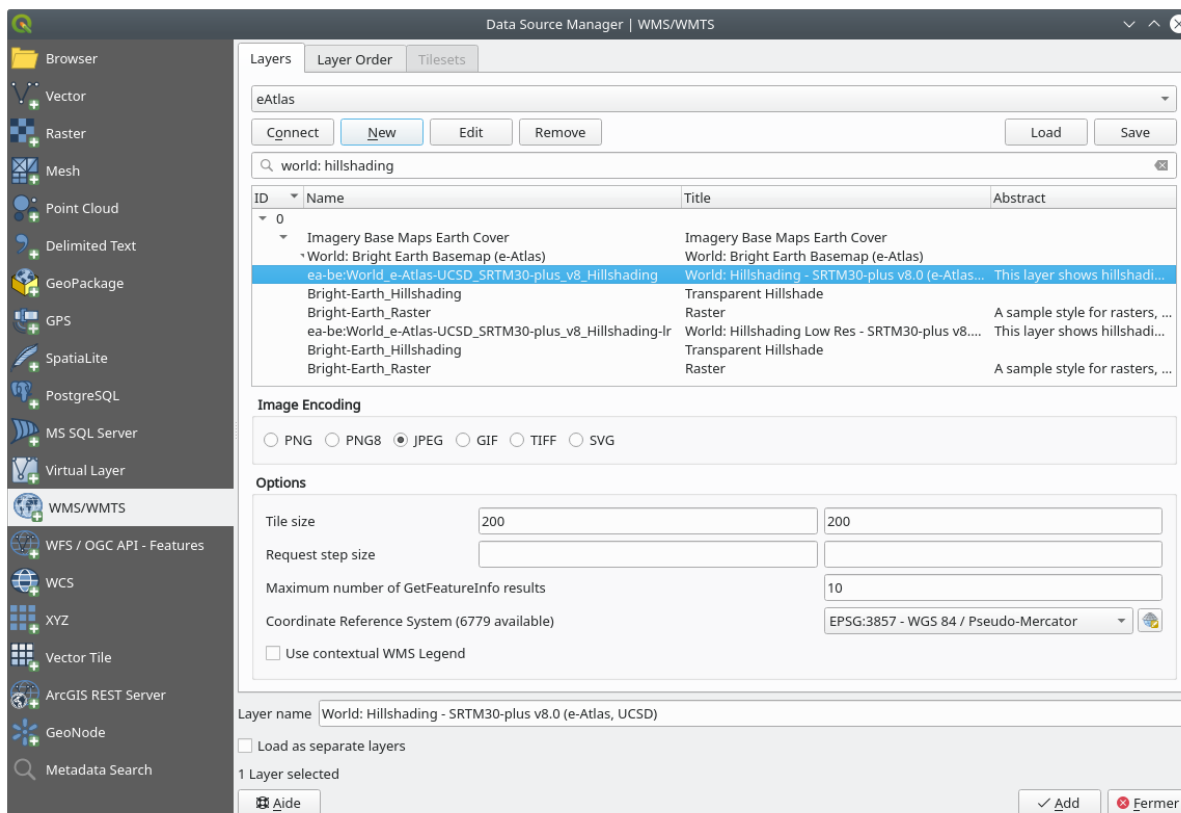 Data Source Manager | WMS/WMTS
Browser
Vector
Raster
Mesh
Point Cloud
Delimited Text
GeoPackage
GPS
SpatiaLite
PostgreSQL
MS SQL Server
Virtual Layer
WMS/WMTS
WFS / OGC API - Features
WCS
XYZ
Vector Tile
ArcGIS REST Server
GeoNode
Metadata Search
Layers Layer Order Tilesets
eAtlas
Connect New Edit Remove Load Save
world: hillshading
ID Name Title Abstract
0
Imagery Base Maps Earth Cover Imagery Base Maps Earth Cover
World: Bright Earth Basemap (e-Atlas) World: Bright Earth Basemap (e-Atlas)
ea-be:World_e-Atlas-UCSD_SRTM30-plus_v8_Hillshading World: Hillshading - SRTM30-plus v8.0 (e-Atlas... This layer shows hillshadi...
Bright-Earth_Hillshading Transparent Hillshade
Bright-Earth_Raster Raster A sample style for rasters, ...
ea-be:World_e-Atlas-UCSD_SRTM30-plus_v8_Hillshading-lr World: Hillshading Low Res - SRTM30-plus v8.... This layer shows hillshadi...
Bright-Earth_Hillshading Transparent Hillshade
Bright-Earth_Raster Raster A sample style for rasters, ...
Image Encoding
PNG PNG8 JPEG GIF TIFF SVG
Options
Tile size 200 200
Request step size
Maximum number of GetFeatureInfo results 10
Coordinate Reference System (6779 available) EPSG:3857 - WGS 84 / Pseudo-Mercator
Use contextual WMS Legend
Layer name World: Hillshading - SRTM30-plus v8.0 (e-Atlas, UCSD)
Load as separate layers
1 Layer selected
Aide Add Fermer